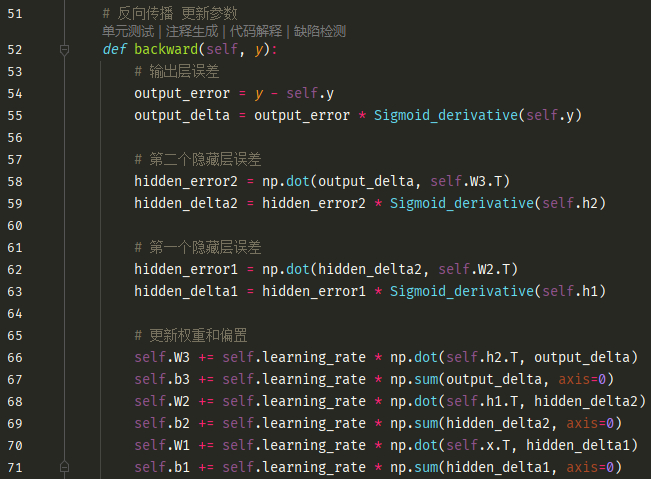 51 # 反向传播 更新参数
单元测试 | 注释生成 | 代码解释 | 缺陷检测
52 def backward(self, y):
53 # 输出层误差
54 output_error = y - self.y
55 output_delta = output_error * Sigmoid_derivative(self.y)
56
57 # 第二个隐藏层误差
58 hidden_error2 = np.dot(output_delta, self.W3.T)
59 hidden_delta2 = hidden_error2 * Sigmoid_derivative(self.h2)
60
61 # 第一个隐藏层误差
62 hidden_error1 = np.dot(hidden_delta2, self.W2.T)
63 hidden_delta1 = hidden_error1 * Sigmoid_derivative(self.h1)
64
65 # 更新权重和偏置
66 self.W3 += self.learning_rate * np.dot(self.h2.T, output_delta)
67 self.b3 += self.learning_rate * np.sum(output_delta, axis=0)
68 self.W2 += self.learning_rate * np.dot(self.h1.T, hidden_delta2)
69 self.b2 += self.learning_rate * np.sum(hidden_delta2, axis=0)
70 self.W1 += self.learning_rate * np.dot(self.x.T, hidden_delta1)
71 self.b1 += self.learning_rate * np.sum(hidden_delta1, axis=0)